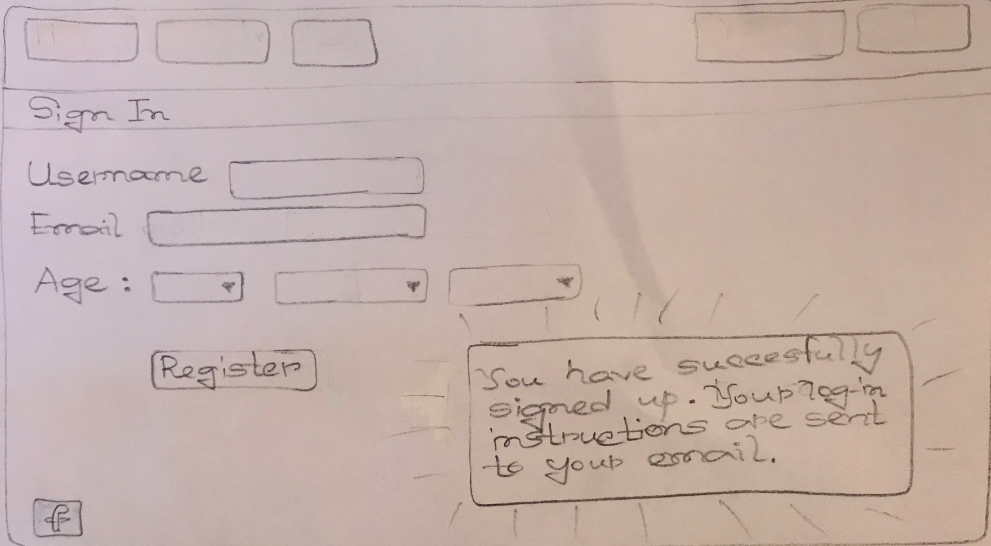 Sign In
Username
Email
Age :
Register
You have succesfully
signed up. Your log-in
instructions are sent
to your email.
f